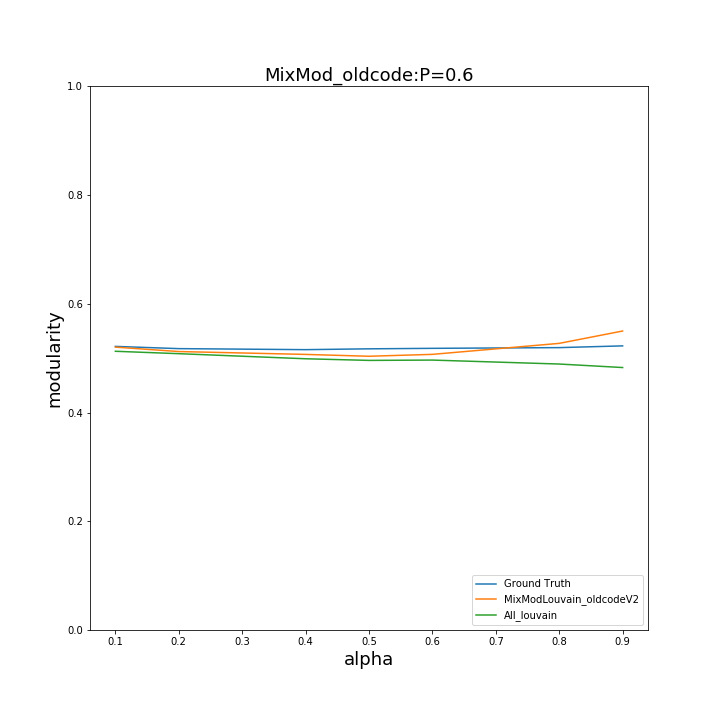 MixMod_oldcode:P=0.6
modularity
1.0
0.8
0.6
0.4
0.2
0.0
0.1 0.2 0.3 0.4 0.5 0.6 0.7 0.8 0.9
alpha
Ground Truth
MixModLouvain_oldcodeV2
All_louvain